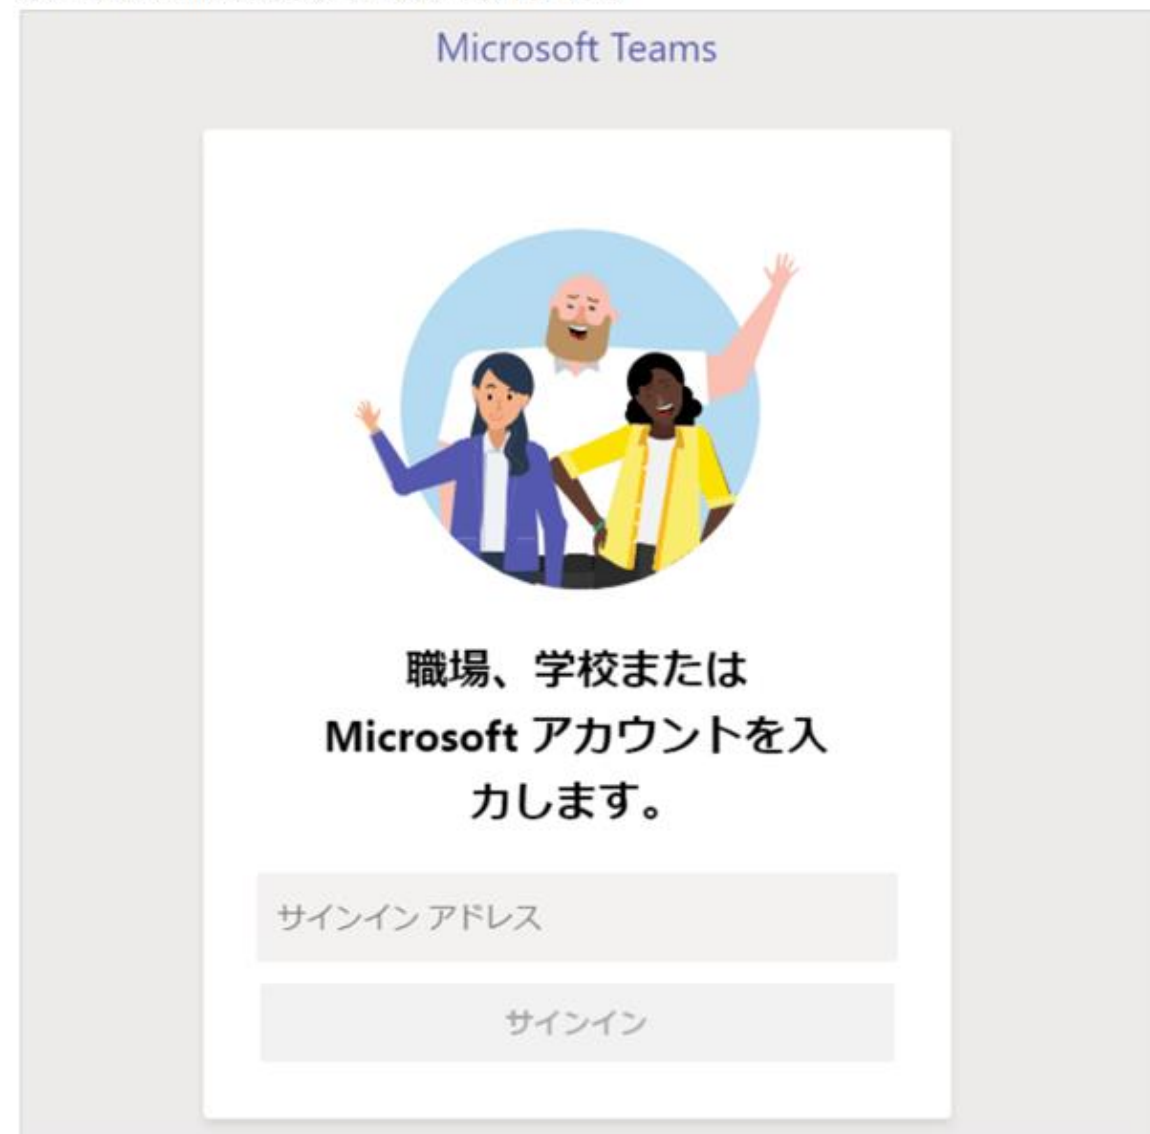 Microsoft Teams
職場、学校または
Microsoft アカウントを入
力します。
サインイン アドレス
サインイン